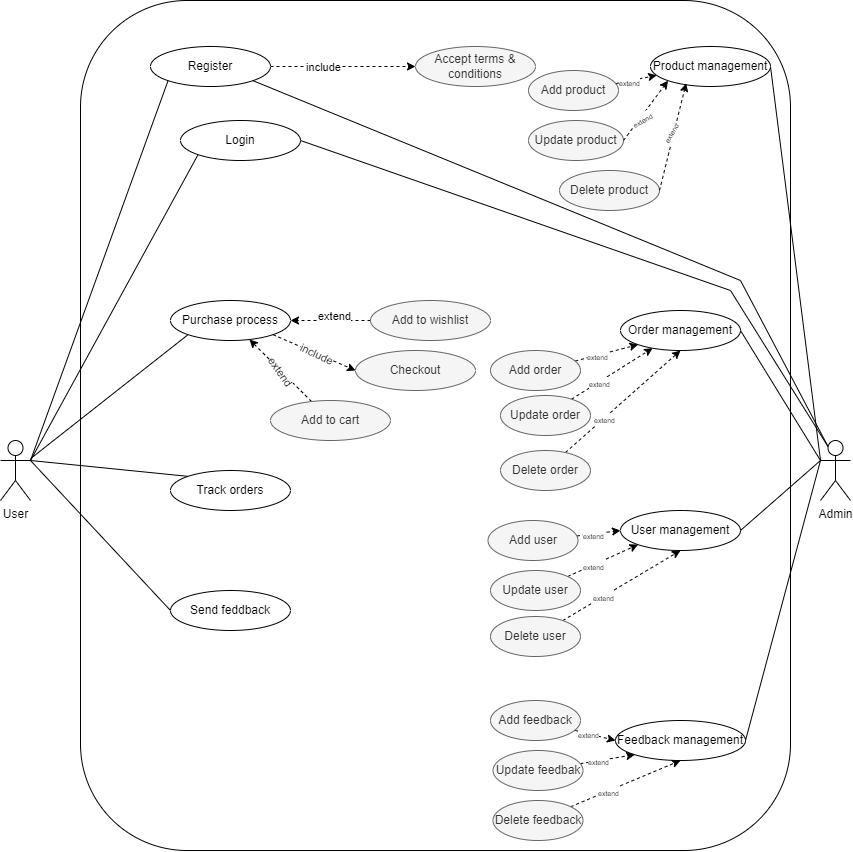 Register
include
Accept terms &
conditions
Product management
Add product
extend
Login
Update product
extend
Delete product
extend
Purchase process
extend
Add to wishlist
include
Checkout
extend
Add to cart
Order management
Add order
extend
Update order
extend
Delete order
extend
User
Track orders
Admin
User management
Add user
extend
Update user
extend
Delete user
extend
Send feddback
Feedback management
Add feedback
extend
Update feedbak
extend
Delete feedback
extend